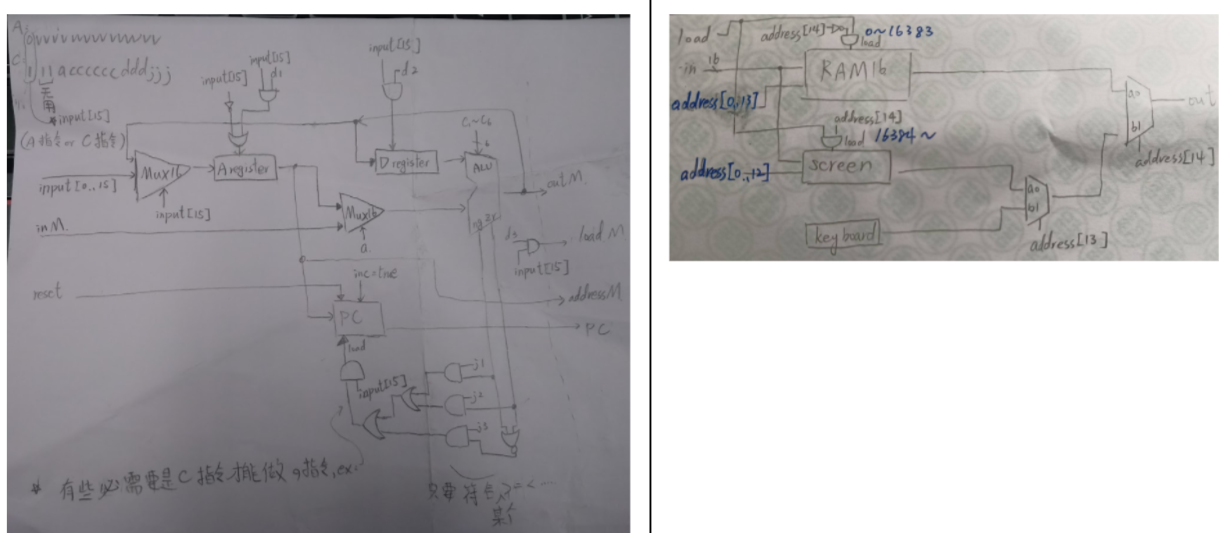 A: 0vvvvvvvvvvvvvvv
C: 111accccccdddjjj
无用
* input[15]
(A指令 or C指令)
input[15]
input[15]
d1
input[15]
d2
C1~C6
Mux16
A register
D register
ALU
input[0..15]
input[15]
outM
Mux16
inM
a
zr
d3
loadM
input[15]
inc=true
reset
addressM
PC
PC
load
input[15]
j1
j2
j3
* 有些必需要是C指令才能做的指令,ex.
只要符合
某个
load
address[14]
0~16383
load
in
16
RAM16
address[0..13]
a0
b1
out
address[14]
load
16384~
address[14]
address[0..12]
screen
a0
b1
keyboard
address[13]